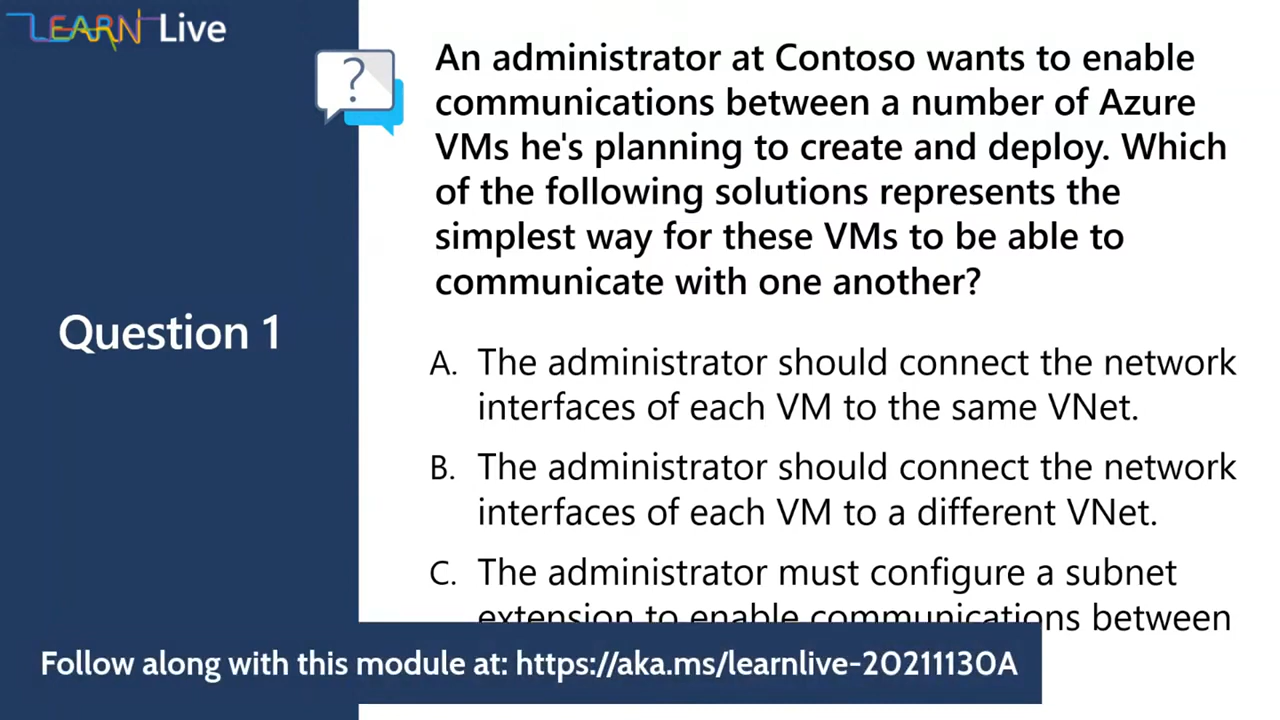 LEARN Live
?
An administrator at Contoso wants to enable
communications between a number of Azure
VMs he's planning to create and deploy. Which
of the following solutions represents the
simplest way for these VMs to be able to
communicate with one another?
Question 1
A. The administrator should connect the network
interfaces of each VM to the same VNet.
B. The administrator should connect the network
interfaces of each VM to a different VNet.
C. The administrator must configure a subnet
extension to enable communications between
Follow along with this module at: https://aka.ms/learnlive-20211130A